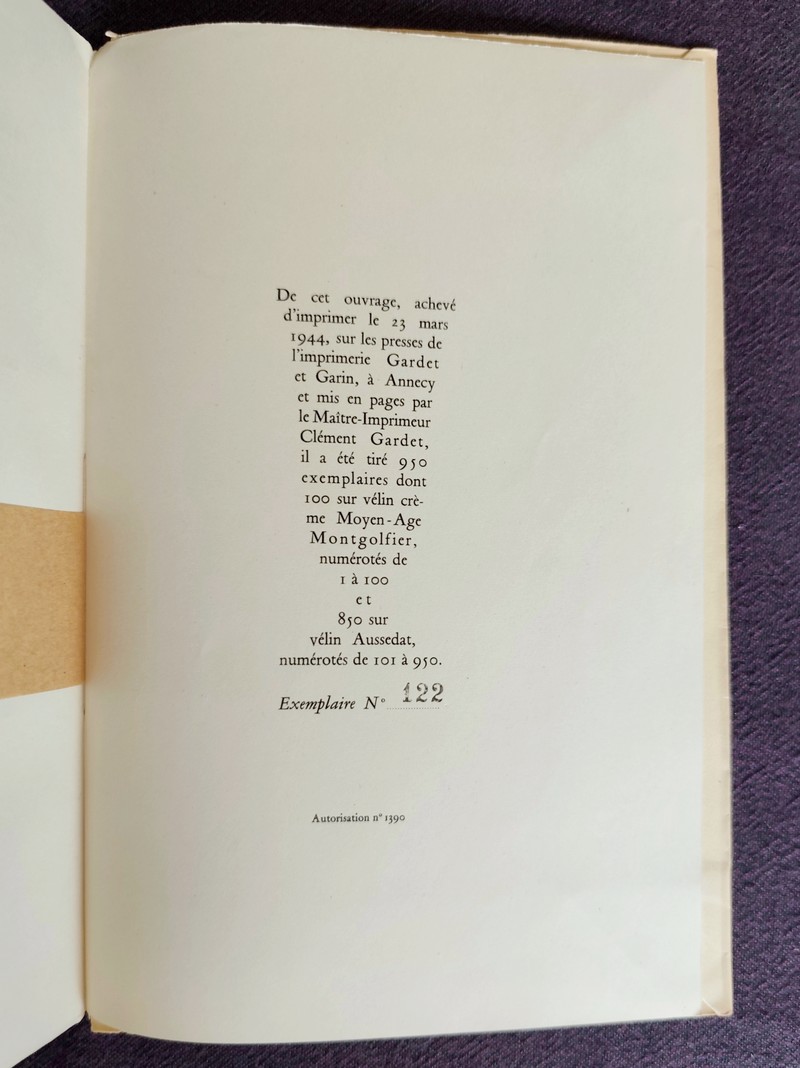 De cet ouvrage, achevé
d'imprimer le 23 mars
1944, sur les presses de
l'imprimerie Gardet
et Garin, à Annecy
et mis en pages par
le Maître-Imprimeur
Clément Gardet,
il a été tiré 950
exemplaires dont
100 sur vélin crè-
me Moyen-Age
Montgolfier,
numérotés de
1 à 100
et
850 sur
vélin Aussedat,
numérotés de 101 à 950.
Exemplaire N° 122
Autorisation n° 1390